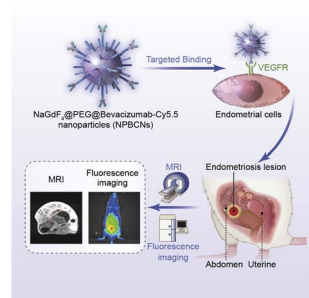 Targeted Binding
VEGFR
NaGdF₄@PEG@Bevacizumab-Cy5.5
nanoparticles (NPBCNs)
Endometrial cells
Endometriosis lesion
MRI
MRI
Fluorescence
imaging
Fluorescence
imaging
Abdomen Uterine